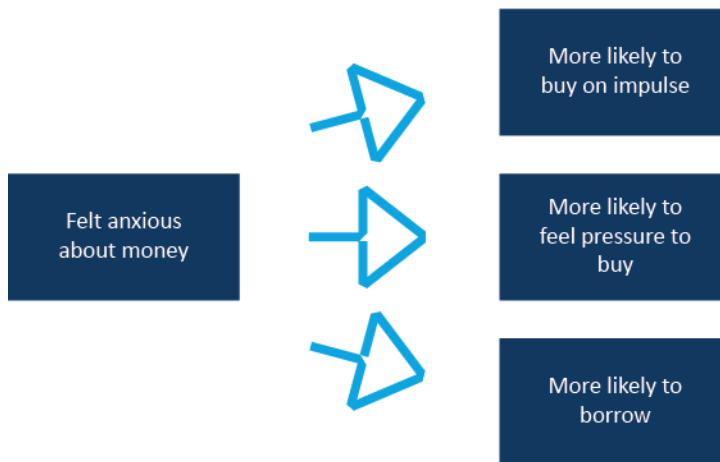 Felt anxious
about money
More likely to
buy on impulse
More likely to
feel pressure to
buy
More likely to
borrow